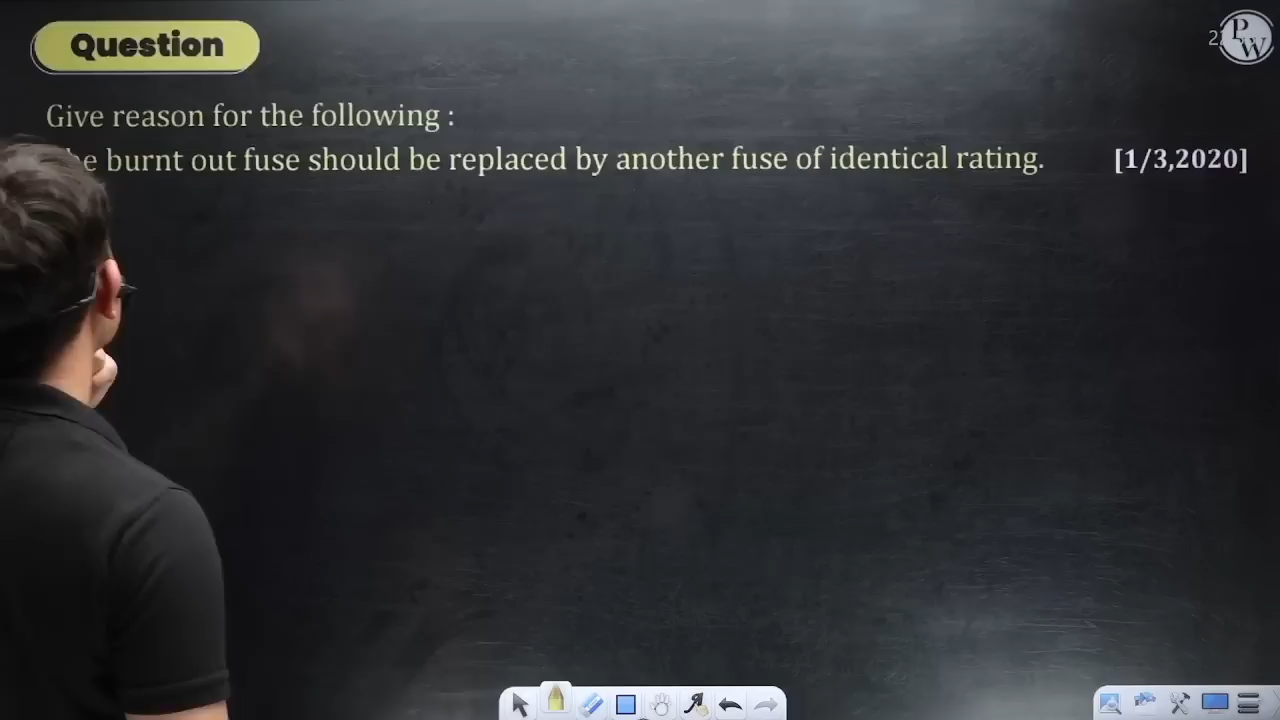 Question
Give reason for the following :
burnt out fuse should be replaced by another fuse of identical rating. [1/3,2020]
PW